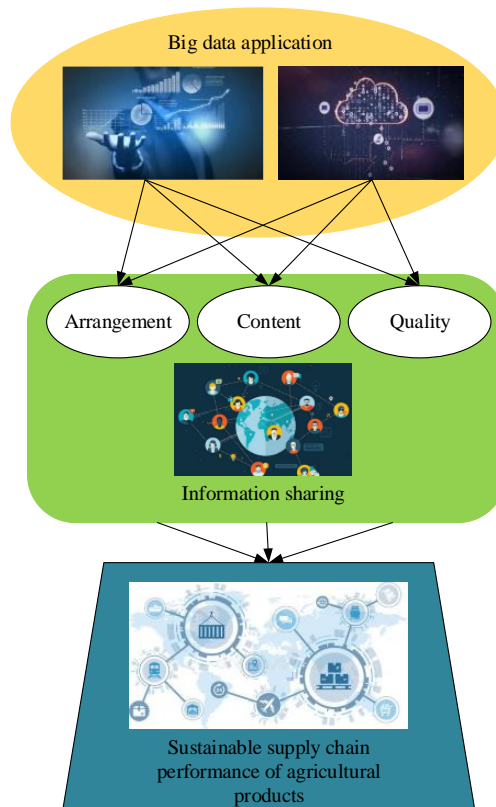 Big data application
Arrangement
Content
Quality
Information sharing
Sustainable supply chain
performance of agricultural
products